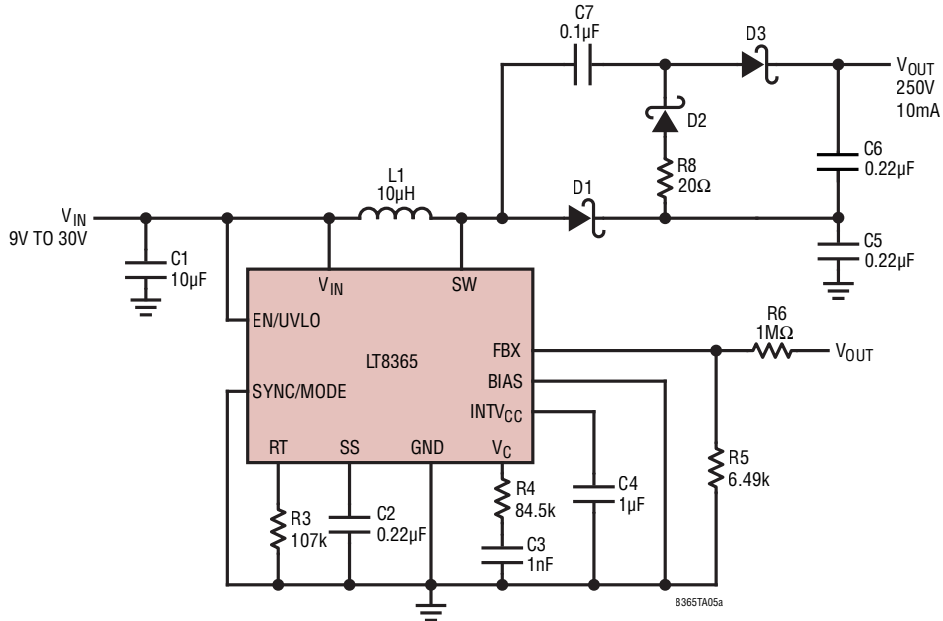 C7
0.1µF
D3
VOUT
250V
10mA
D2
C6
0.22µF
R8
20Ω
L1
10µH
D1
VIN
9V TO 30V
C1
10µF
C5
0.22µF
VIN
SW
EN/UVLO
R6
1MΩ
FBX
VOUT
LT8365
BIAS
SYNC/MODE
INTVCC
RT
SS
GND
VC
R5
6.49k
R4
84.5k
C4
1µF
R3
107k
C2
0.22µF
C3
1nF
8365TA05a